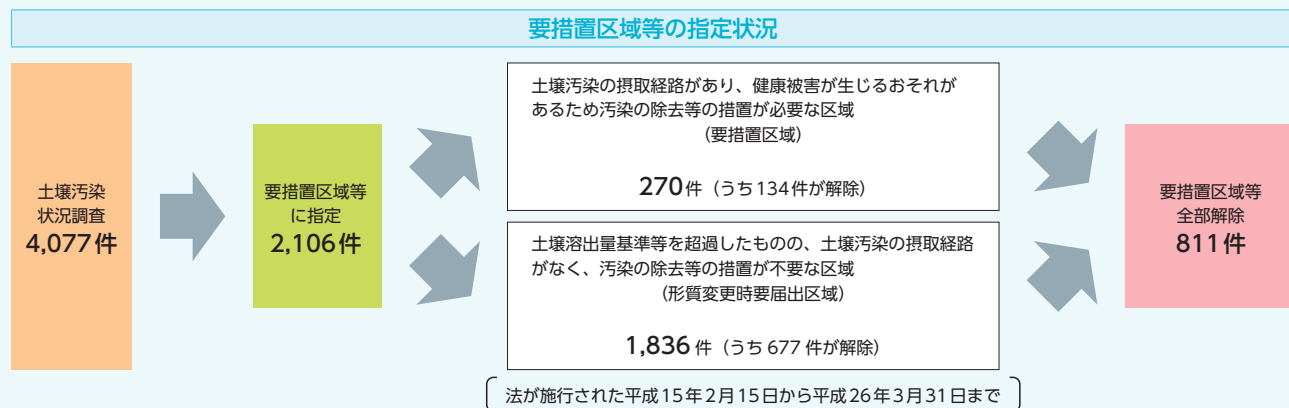 要措置区域等の指定状況
土壌汚染
状況調査
4,077件
要措置区域等
に指定
2,106件
土壌汚染の摂取経路があり、健康被害が生じるおそれが
あるため汚染の除去等の措置が必要な区域
(要措置区域)
270件(うち134件が解除)
土壌溶出量基準等を超過したものの、土壌汚染の摂取経路
がなく、汚染の除去等の措置が不要な区域
(形質変更時要届出区域)
1,836件(うち677件が解除)
要措置区域等
全部解除
811件
法が施行された平成15年2月15日から平成26年3月31日まで